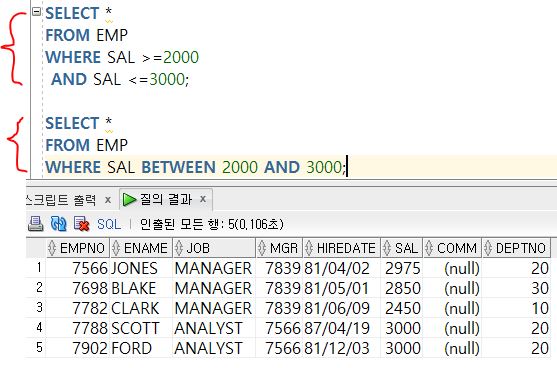 SELECT *
FROM EMP
WHERE SAL >=2000
AND SAL <=3000;
SELECT *
FROM EMP
WHERE SAL BETWEEN 2000 AND 3000;
스크립트 출력 × 질의 결과 ×
SQL | 인출된 모든 행: 5(0,106초)
EMPNO ENAME JOB MGR HIREDATE SAL COMM DEPTNO
1 7566 JONES MANAGER 7839 81/04/02 2975 (null) 20
2 7698 BLAKE MANAGER 7839 81/05/01 2850 (null) 30
3 7782 CLARK MANAGER 7839 81/06/09 2450 (null) 10
4 7788 SCOTT ANALYST 7566 87/04/19 3000 (null) 20
5 7902 FORD ANALYST 7566 81/12/03 3000 (null) 20